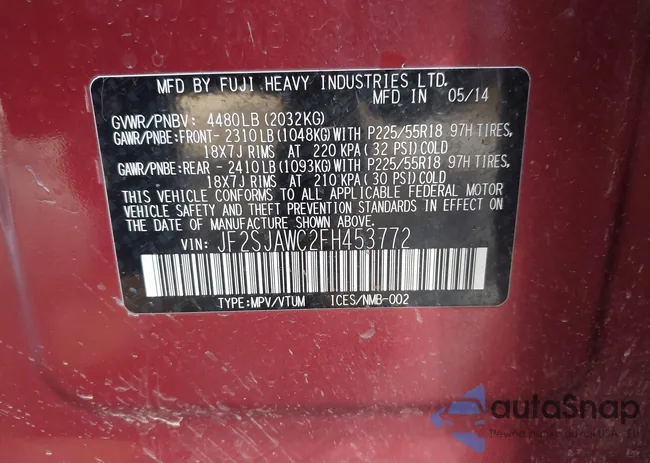 MFD BY FUJI HEAVY INDUSTRIES LTD.
MFD IN 05/14
GVWR/PNBV: 4480LB (2032KG)
GAWR/PNBE:FRONT- 2310LB (1048KG)WITH P225/55R18 97H TIRES,
18X7J RIMS AT 220 KPA (32 PSI)COLD
GAWR/PNBE:REAR - 2410LB (1093KG)WITH P225/55R18 97H TIRES,
18X7J RIMS AT 210 KPA (30 PSI)COLD
THIS VEHICLE CONFORMS TO ALL APPLICABLE FEDERAL MOTOR
VEHICLE SAFETY AND THEFT PREVENTION STANDARDS IN EFFECT ON
THE DATE OF MANUFACTURE SHOWN ABOVE
VIN: JF2SJAWC2FH453772
TYPE:MPV/VTUM ICES/NMB-002
autoSnap